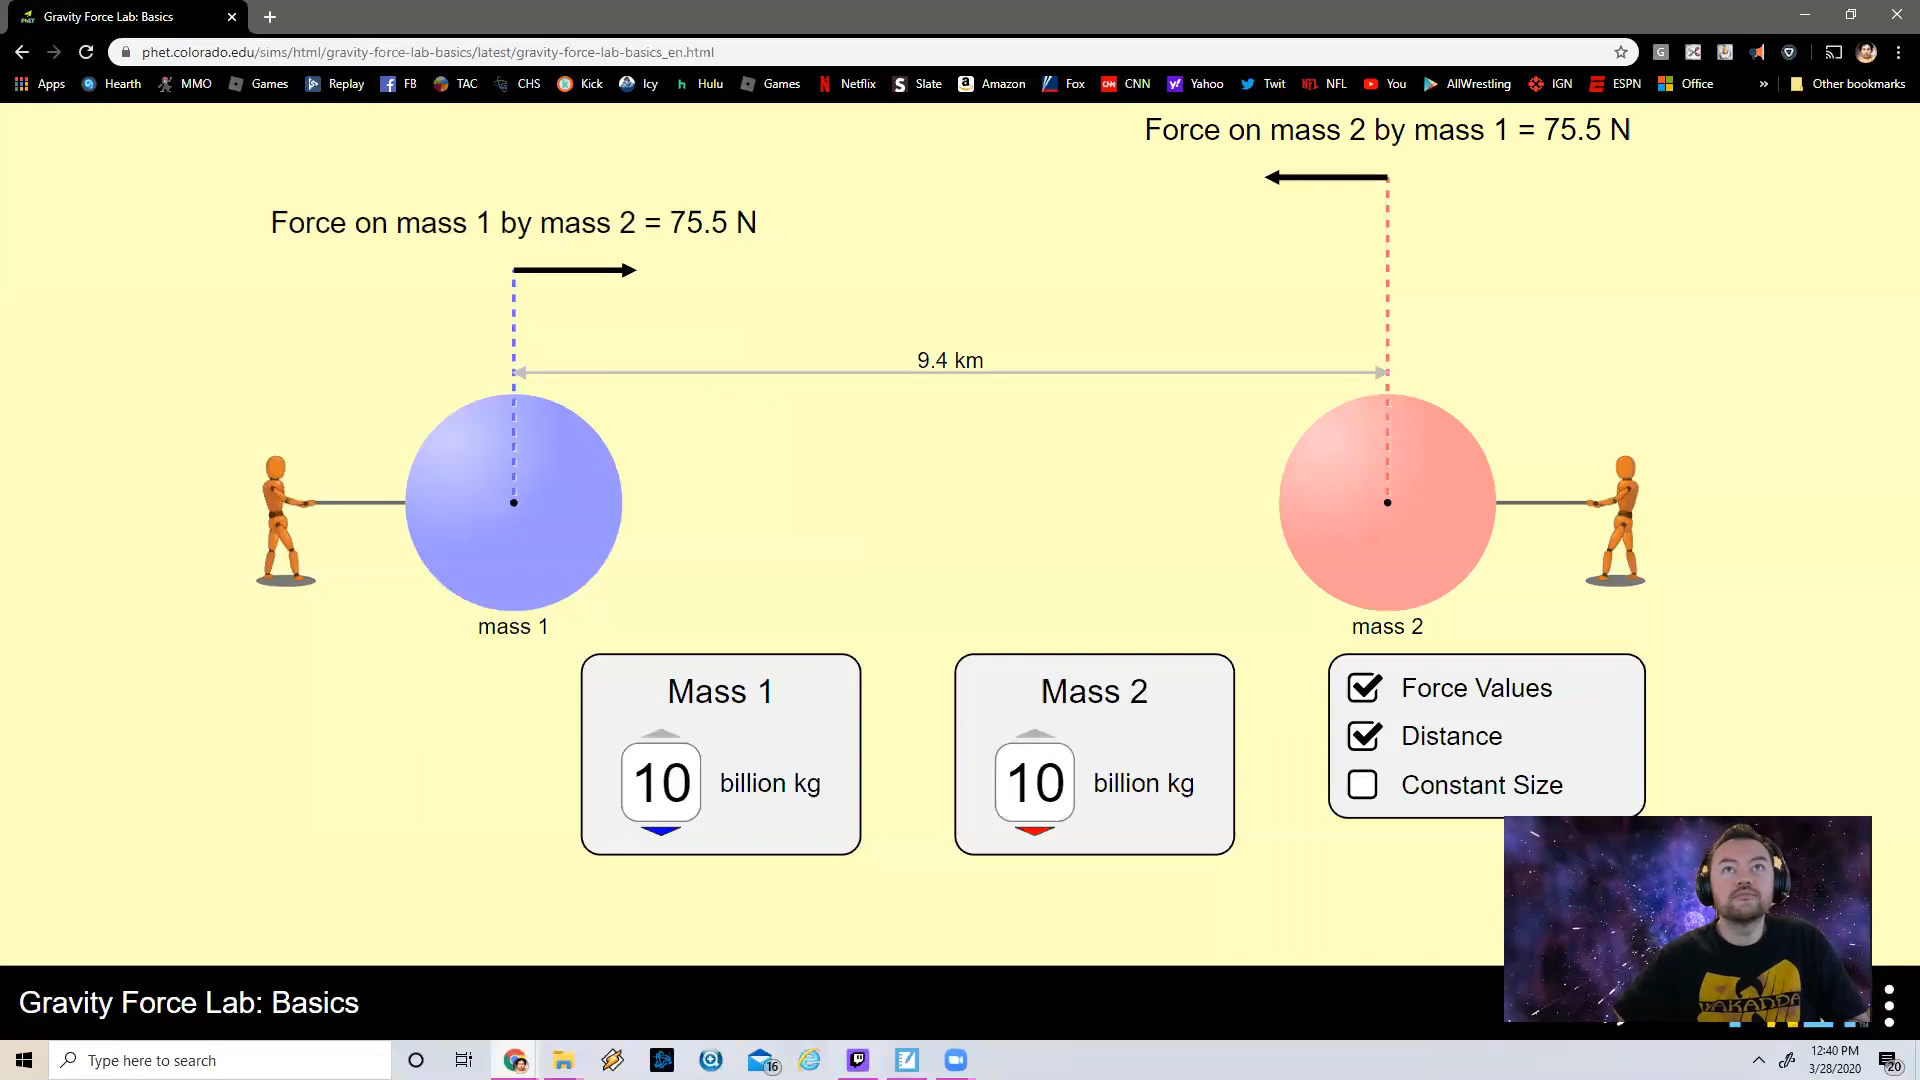 Gravity Force Lab: Basics
phet.colorado.edu/sims/html/gravity-force-lab-basics/latest/gravity-force-lab-basics_en.html
Apps Hearth MMO Games Replay FB TAC CHS Kick Icy Hulu Games Netflix Slate Amazon Fox CNN Yahoo Twit NFL You AllWrestling IGN ESPN Office » Other bookmarks
Force on mass 2 by mass 1 = 75.5 N
Force on mass 1 by mass 2 = 75.5 N
9.4 km
mass 1
mass 2
Mass 1
10 billion kg
Mass 2
10 billion kg
Force Values
Distance
Constant Size
WAKANDA
Gravity Force Lab: Basics
Type here to search
16
12:40 PM
3/28/2020
20